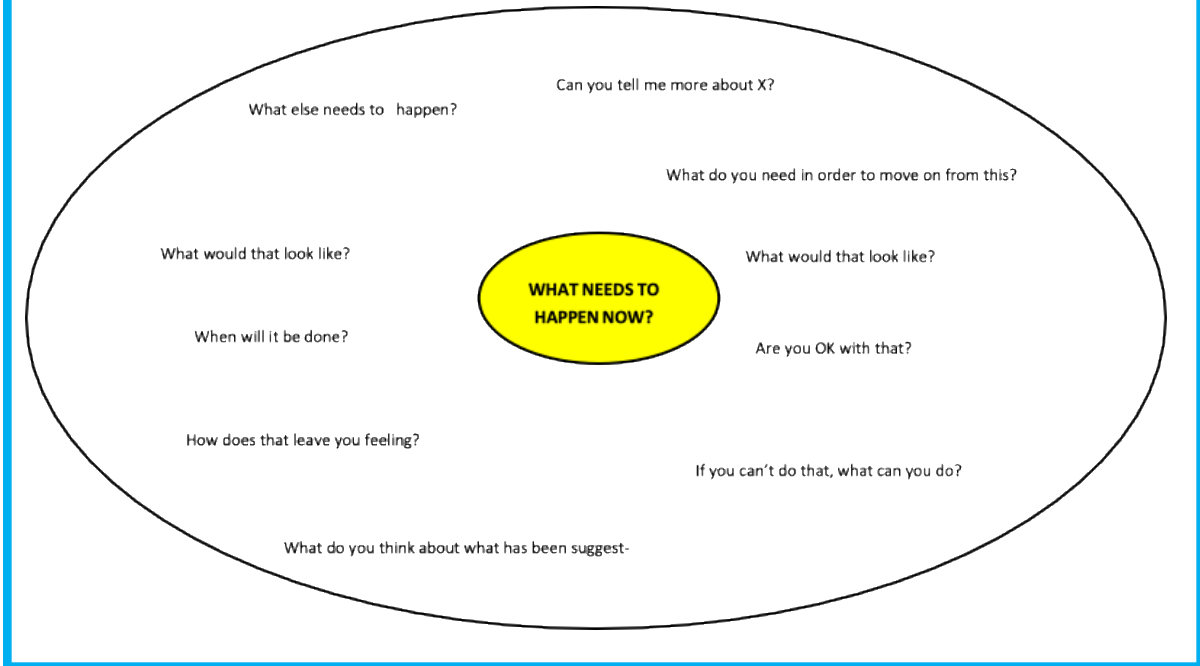 Can you tell me more about X?
What else needs to happen?
What do you need in order to move on from this?
What would that look like?
What would that look like?
WHAT NEEDS TO
HAPPEN NOW?
When will it be done?
Are you OK with that?
How does that leave you feeling?
If you can't do that, what can you do?
What do you think about what has been suggest-